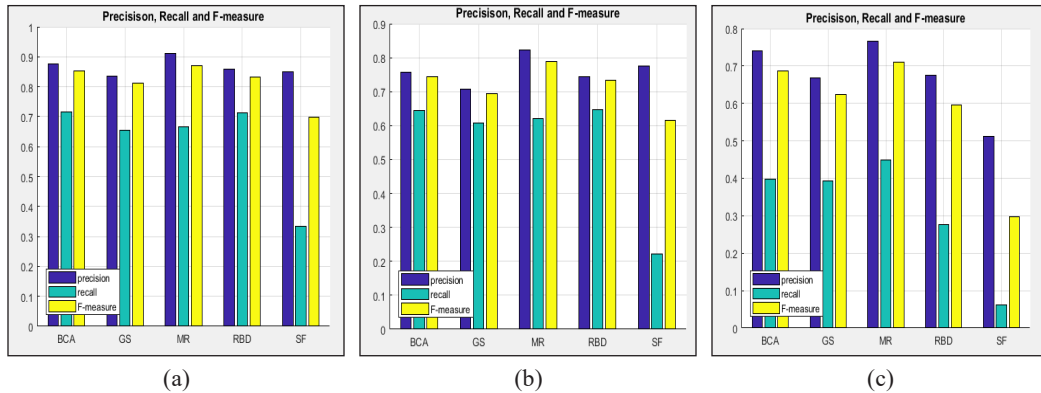 Precisison, Recall and F-measure
1
0.9
0.8
0.7
0.6
0.5
0.4
0.3
0.2
0.1
0
precision
recall
F-measure
BCA GS MR RBD SF
(a)
Precisison, Recall and F-measure
0.9
0.8
0.7
0.6
0.5
0.4
0.3
0.2
0.1
0
precision
recall
F-measure
BCA GS MR RBD SF
(b)
Precisison, Recall and F-measure
0.8
0.7
0.6
0.5
0.4
0.3
0.2
0.1
0
precision
recall
F-measure
BCA GS MR RBD SF
(c)